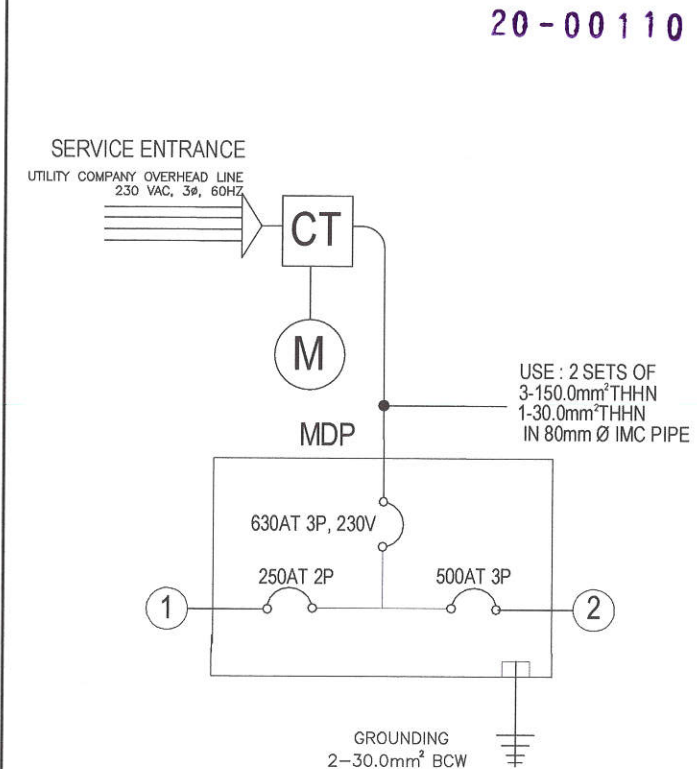 20-00110
SERVICE ENTRANCE
UTILITY COMPANY OVERHEAD LINE
230 VAC, 3ø, 60HZ
CT
M
USE : 2 SETS OF
3-150.0mm²THHN
1-30.0mm²THHN
IN 80mm Ø IMC PIPE
MDP
630AT 3P, 230V
250AT 2P
500AT 3P
1
2
GROUNDING
2-30.0mm² BCW